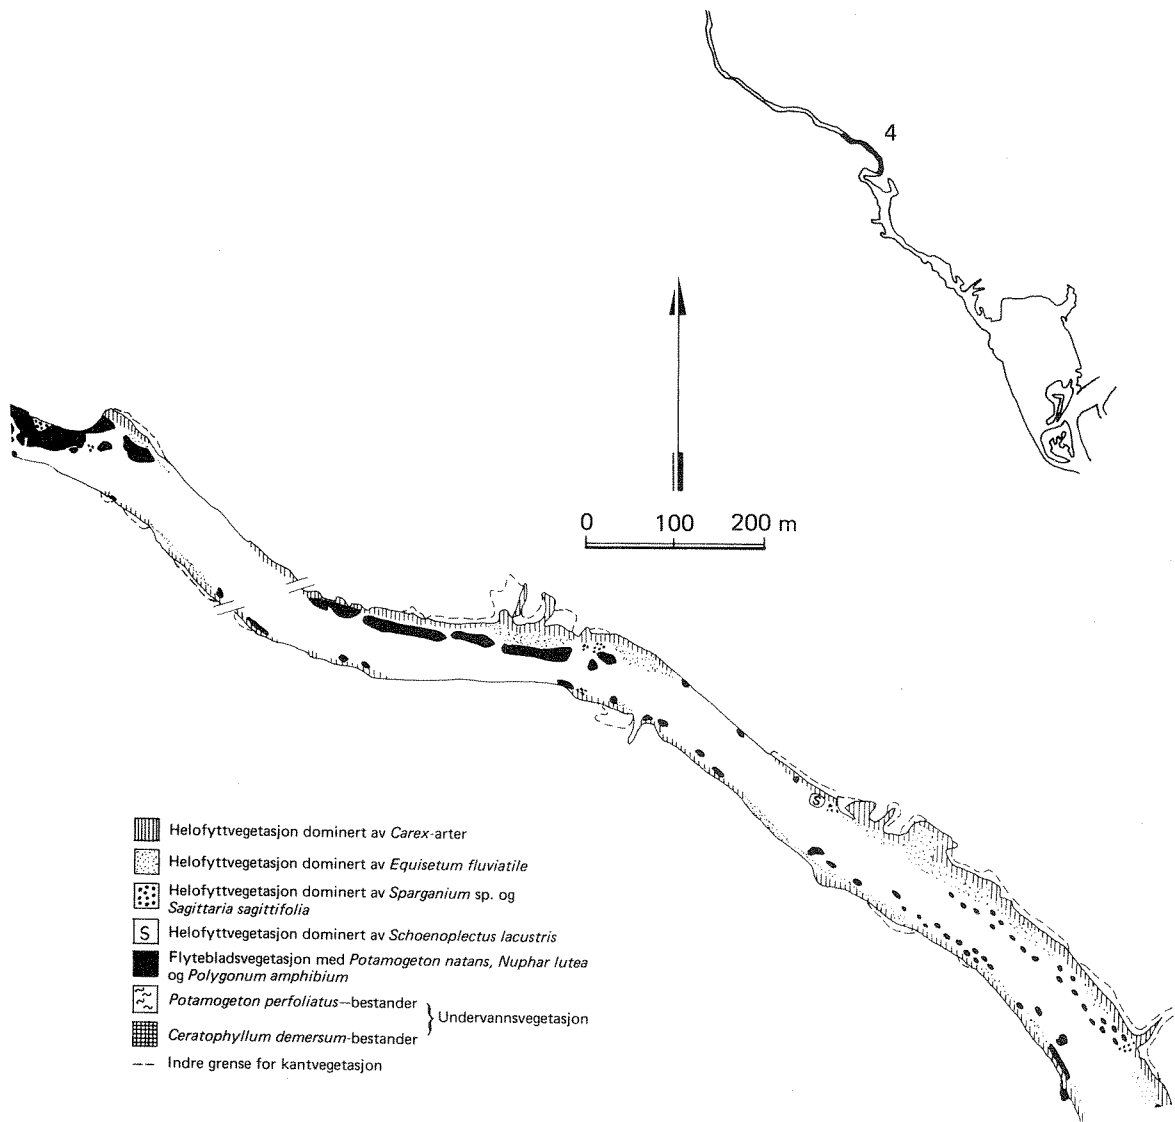 4
0 100 200 m
S
Helofyttvegetasjon dominert av Carex-arter
Helofyttvegetasjon dominert av Equisetum fluviatile
Helofyttvegetasjon dominert av Sparganium sp. og
Sagittaria sagittifolia
S Helofyttvegetasjon dominert av Schoenoplectus lacustris
Flytebladsvegetasjon med Potamogeton natans, Nuphar lutea
og Polygonum amphibium
Potamogeton perfoliatus—bestander
Undervannsvegetasjon
Ceratophyllum demersum-bestander
Indre grense for kantvegetasjon